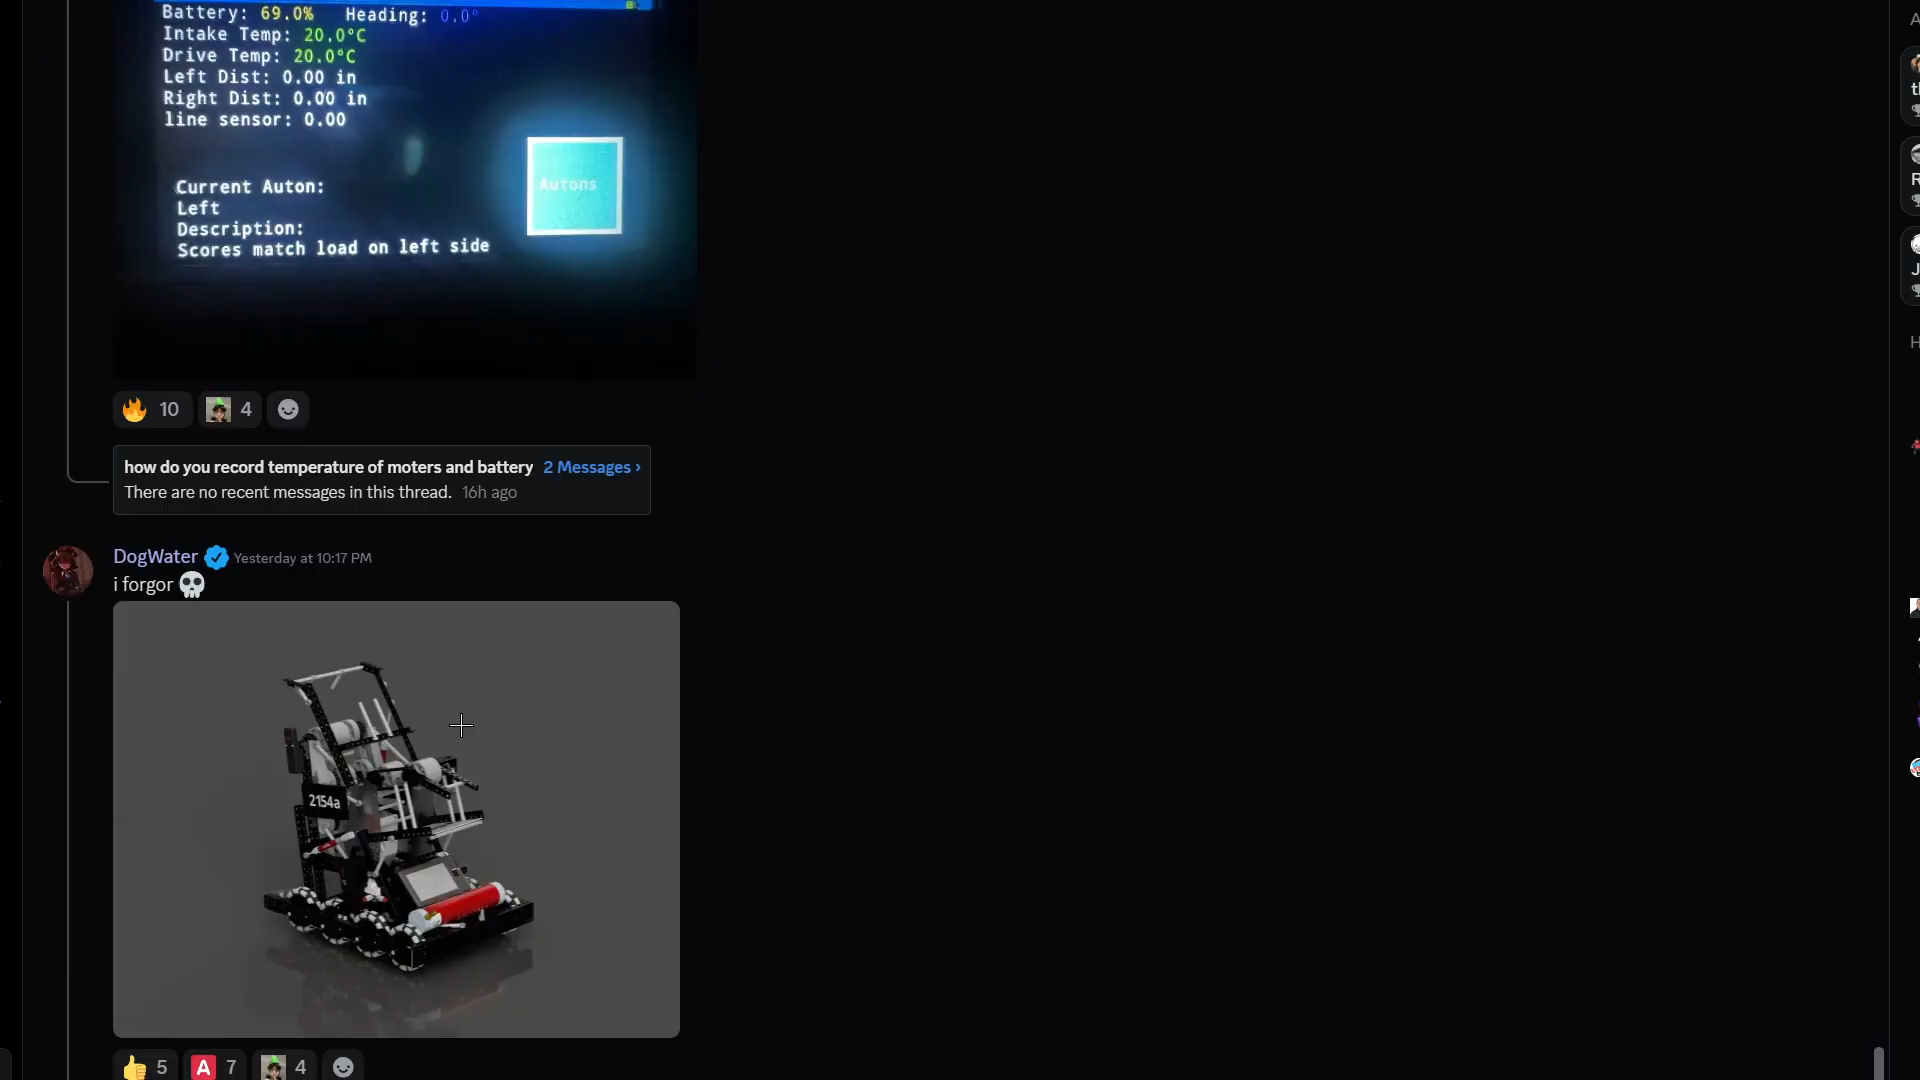 Battery: 69.0% Heading: 0.0°
Intake Temp: 20.0°C
Drive Temp: 20.0°C
Left Dist: 0.00 in
Right Dist: 0.00 in
line sensor: 0.00
Autons
Current Auton:
Left
Description:
Scores match load on left side
10 4
how do you record temperature of moters and battery 2 Messages ›
There are no recent messages in this thread. 16h ago
DogWater Yesterday at 10:17 PM
i forgor
2154a
5 A 7 4